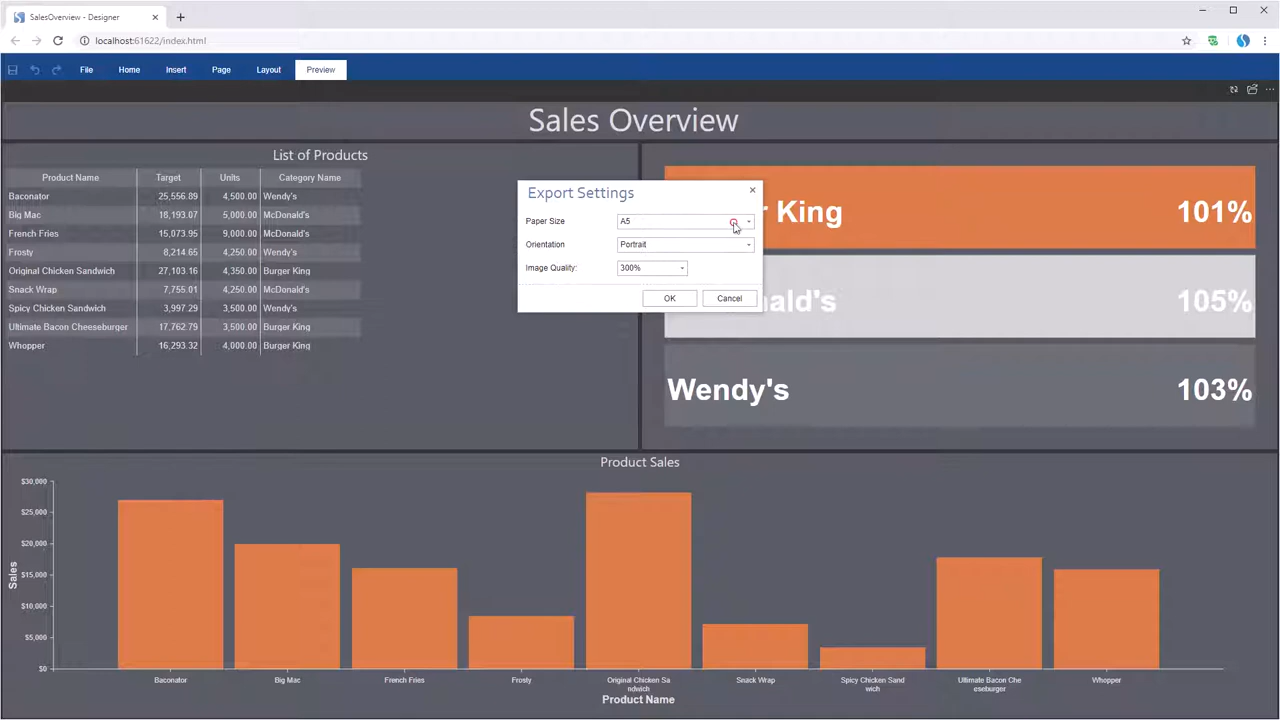 SalesOverview - Designer
localhost:61622/index.html
File Home Insert Page Layout Preview
Sales Overview
List of Products
Product Name Target Units Category Name
Baconator 25,556.89 4,500.00 Wendy's
Big Mac 18,193.07 5,000.00 McDonald's
French Fries 15,073.95 9,000.00 McDonald's
Frosty 8,214.65 4,250.00 Wendy's
Original Chicken Sandwich 27,103.16 4,350.00 Burger King
Snack Wrap 7,755.01 4,250.00 McDonald's
Spicy Chicken Sandwich 3,997.29 3,500.00 Wendy's
Ultimate Bacon Cheeseburger 17,762.79 3,500.00 Burger King
Whopper 16,293.32 4,000.00 Burger King
Export Settings
Paper Size A5
Orientation Portrait
Image Quality: 300%
OK Cancel
r King 101%
ald's 105%
Wendy's 103%
Product Sales
Sales
$30,000
$25,000
$20,000
$15,000
$10,000
$5,000
$0
Baconator
Big Mac
French Fries
Frosty
Original Chicken Sa
ndwich
Snack Wrap
Spicy Chicken Sand
wich
Ultimate Bacon Che
eseburger
Whopper
Product Name